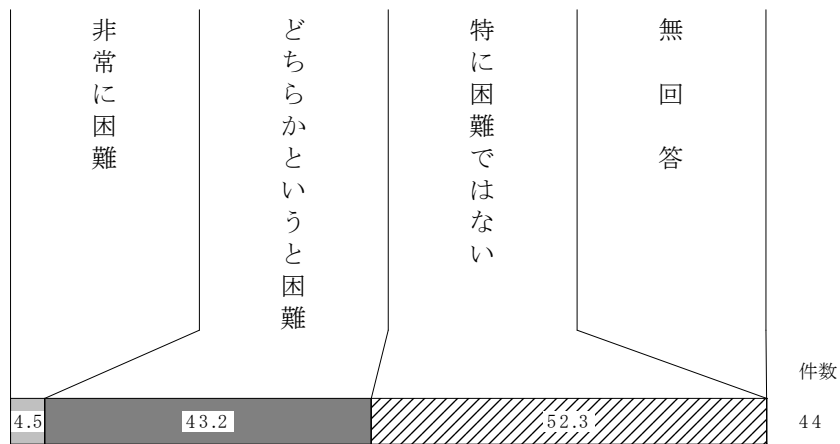 非常に困難
どちらかというと困難
特に困難ではない
無回答
件数
4.5
43.2
52.3
44